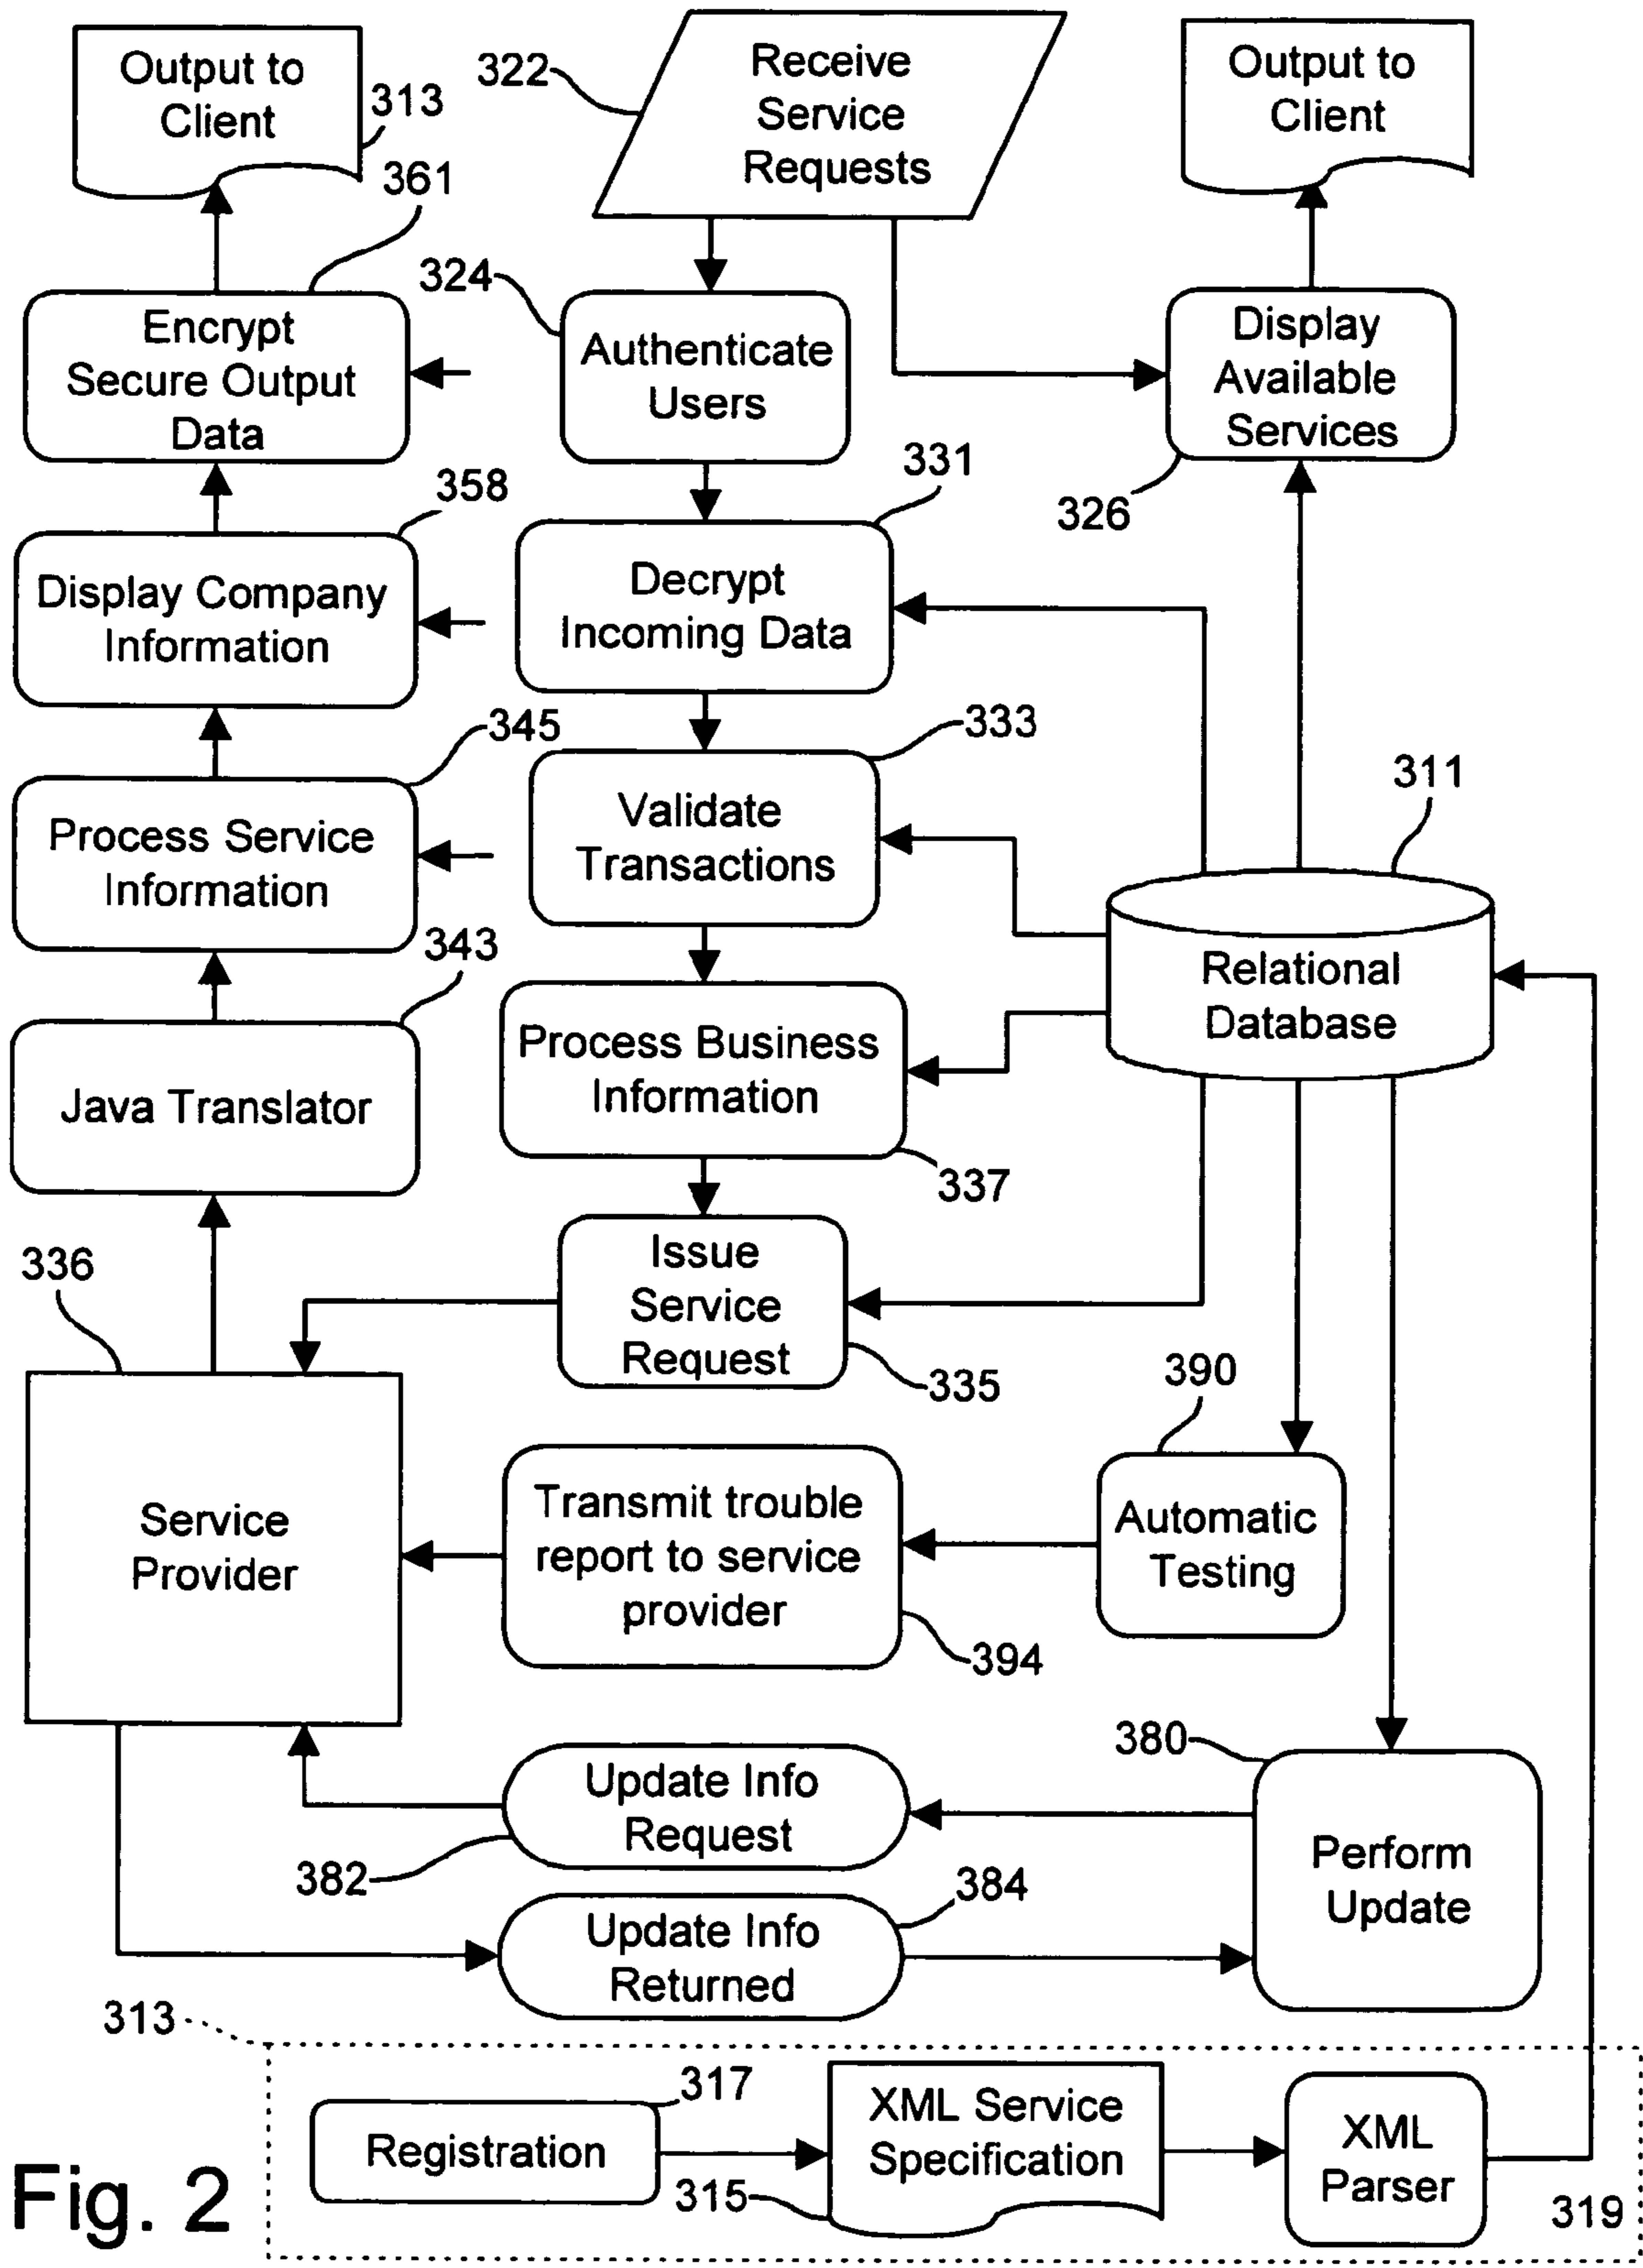 Output to
Client
313
361
322
Receive
Service
Requests
Output to
Client
324
Encrypt
Secure Output
Data
Authenticate
Users
Display
Available
Services
326
358
331
Display Company
Information
Decrypt
Incoming Data
345
333
Process Service
Information
Validate
Transactions
311
343
Relational
Database
Java Translator
Process Business
Information
337
336
Issue
Service
Request
335
390
Service
Provider
Transmit trouble
report to service
provider
394
Automatic
Testing
380
Update Info
Request
382
384
Update Info
Returned
Perform
Update
313
317
Registration
XML Service
Specification
315
XML
Parser
319
Fig. 2